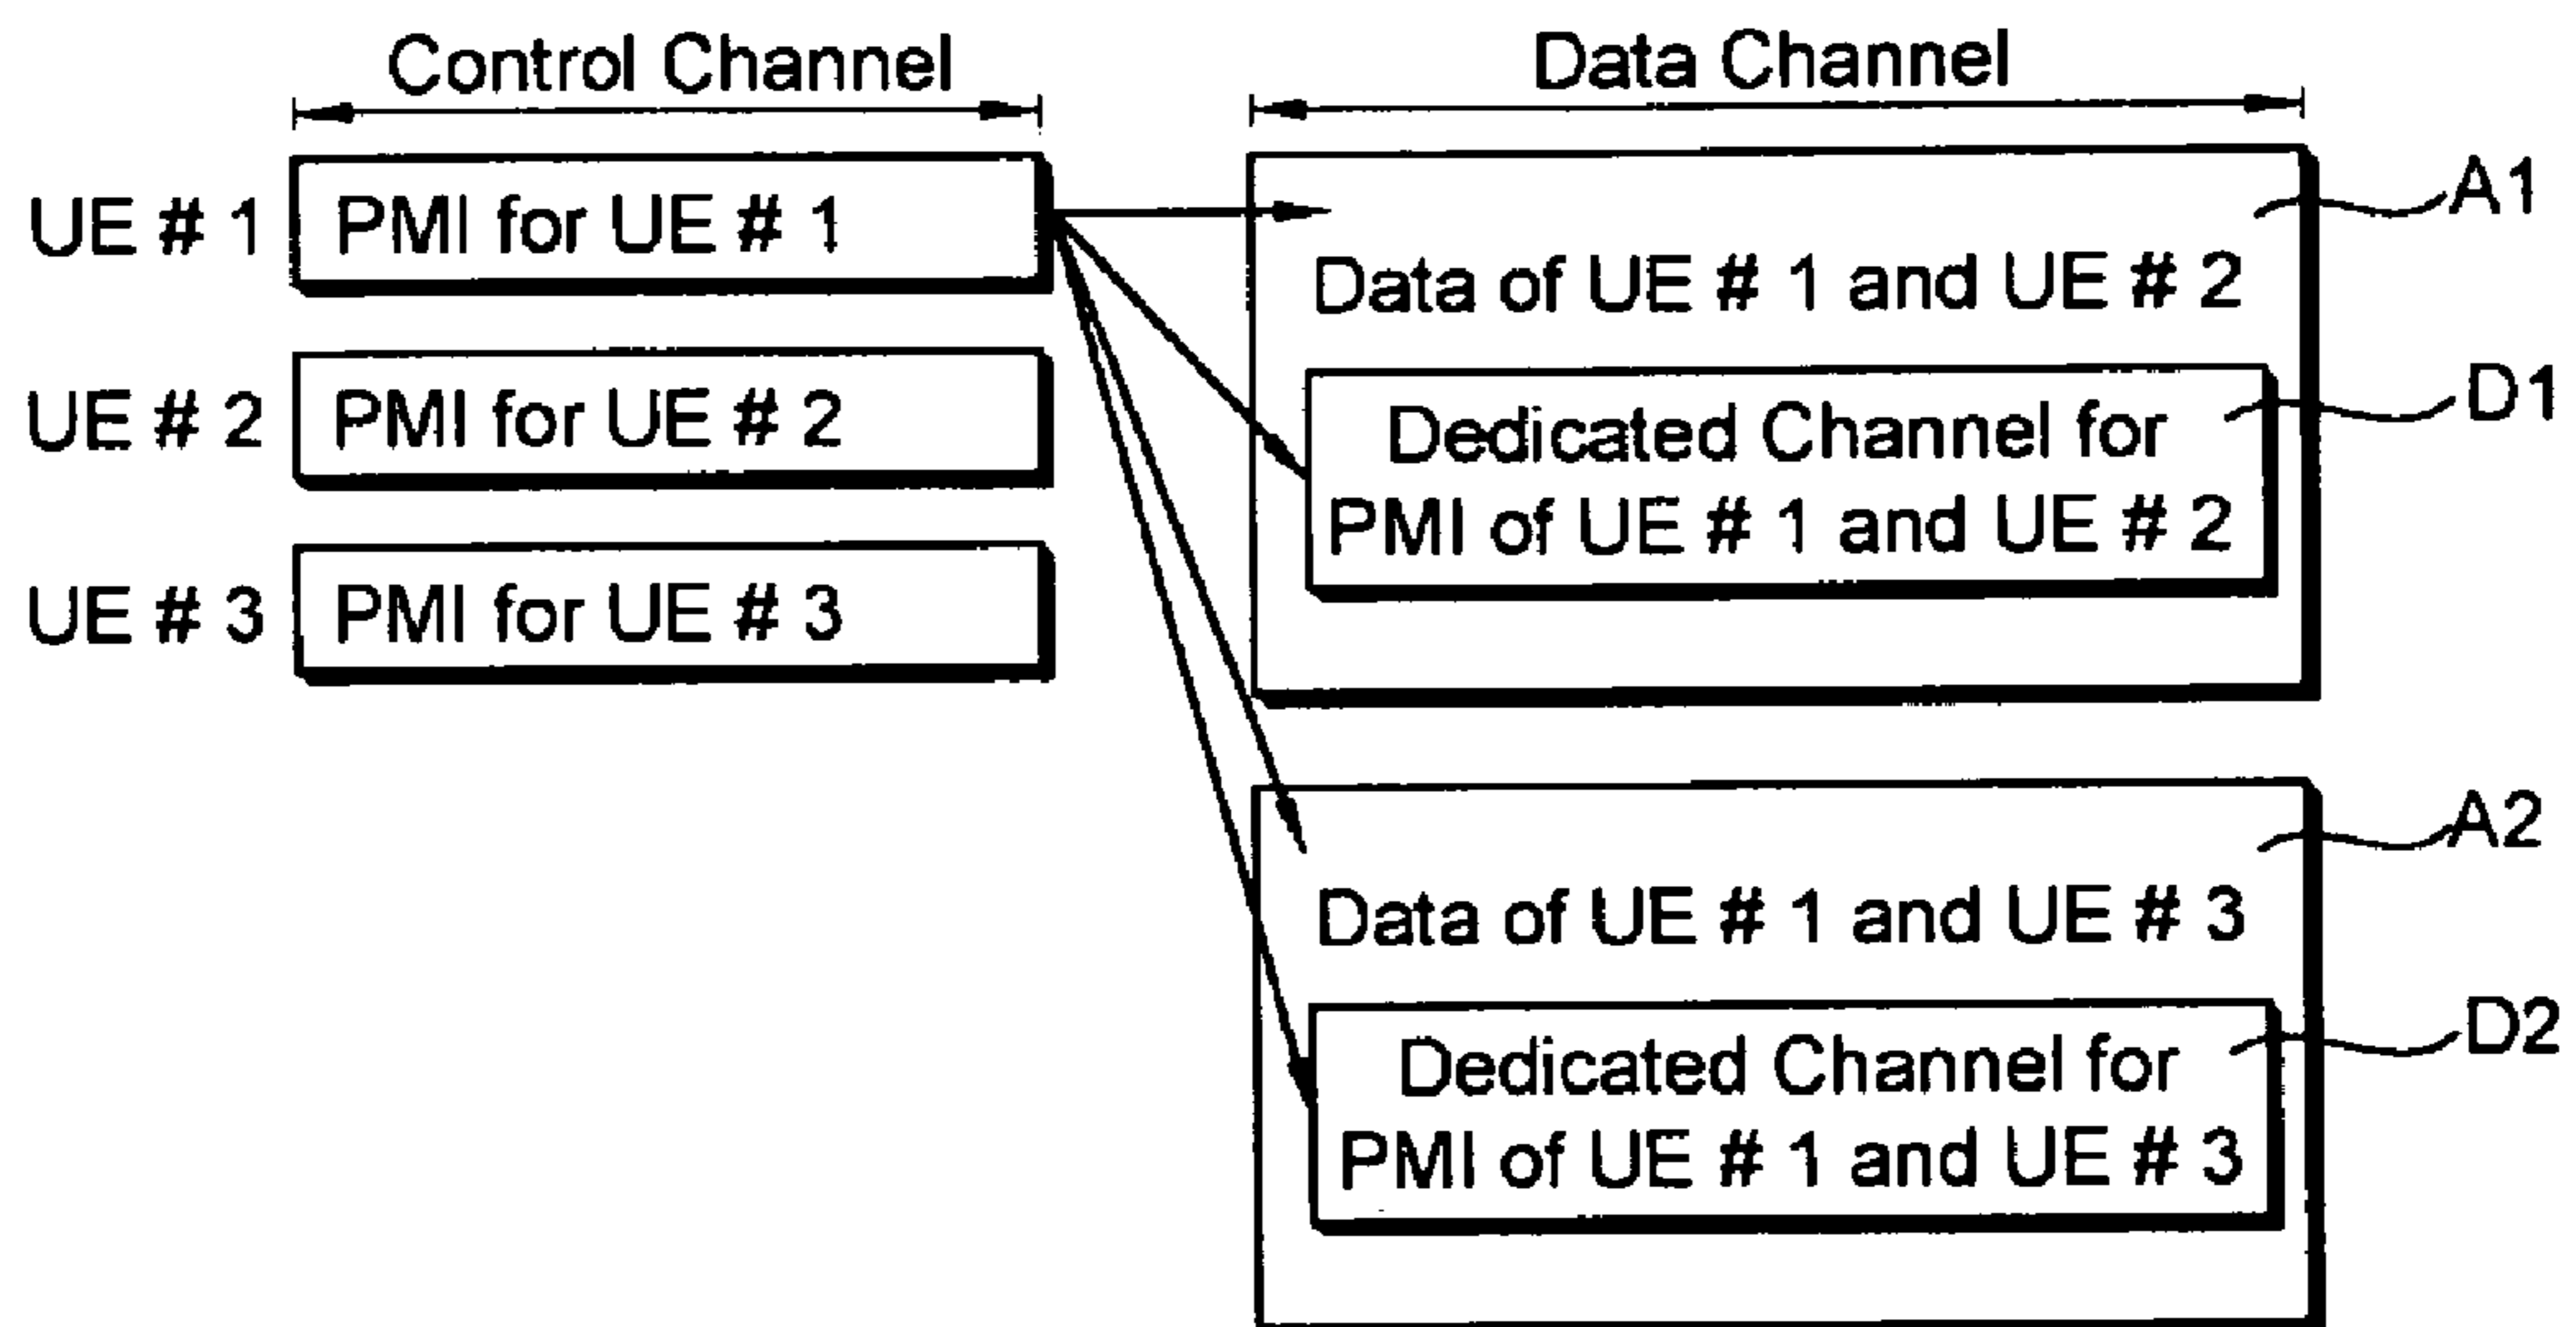 Control Channel
Data Channel
UE # 1
PMI for UE # 1
A1
Data of UE # 1 and UE # 2
UE # 2
PMI for UE # 2
D1
Dedicated Channel for
PMI of UE # 1 and UE # 2
UE # 3
PMI for UE # 3
A2
Data of UE # 1 and UE # 3
D2
Dedicated Channel for
PMI of UE # 1 and UE # 3